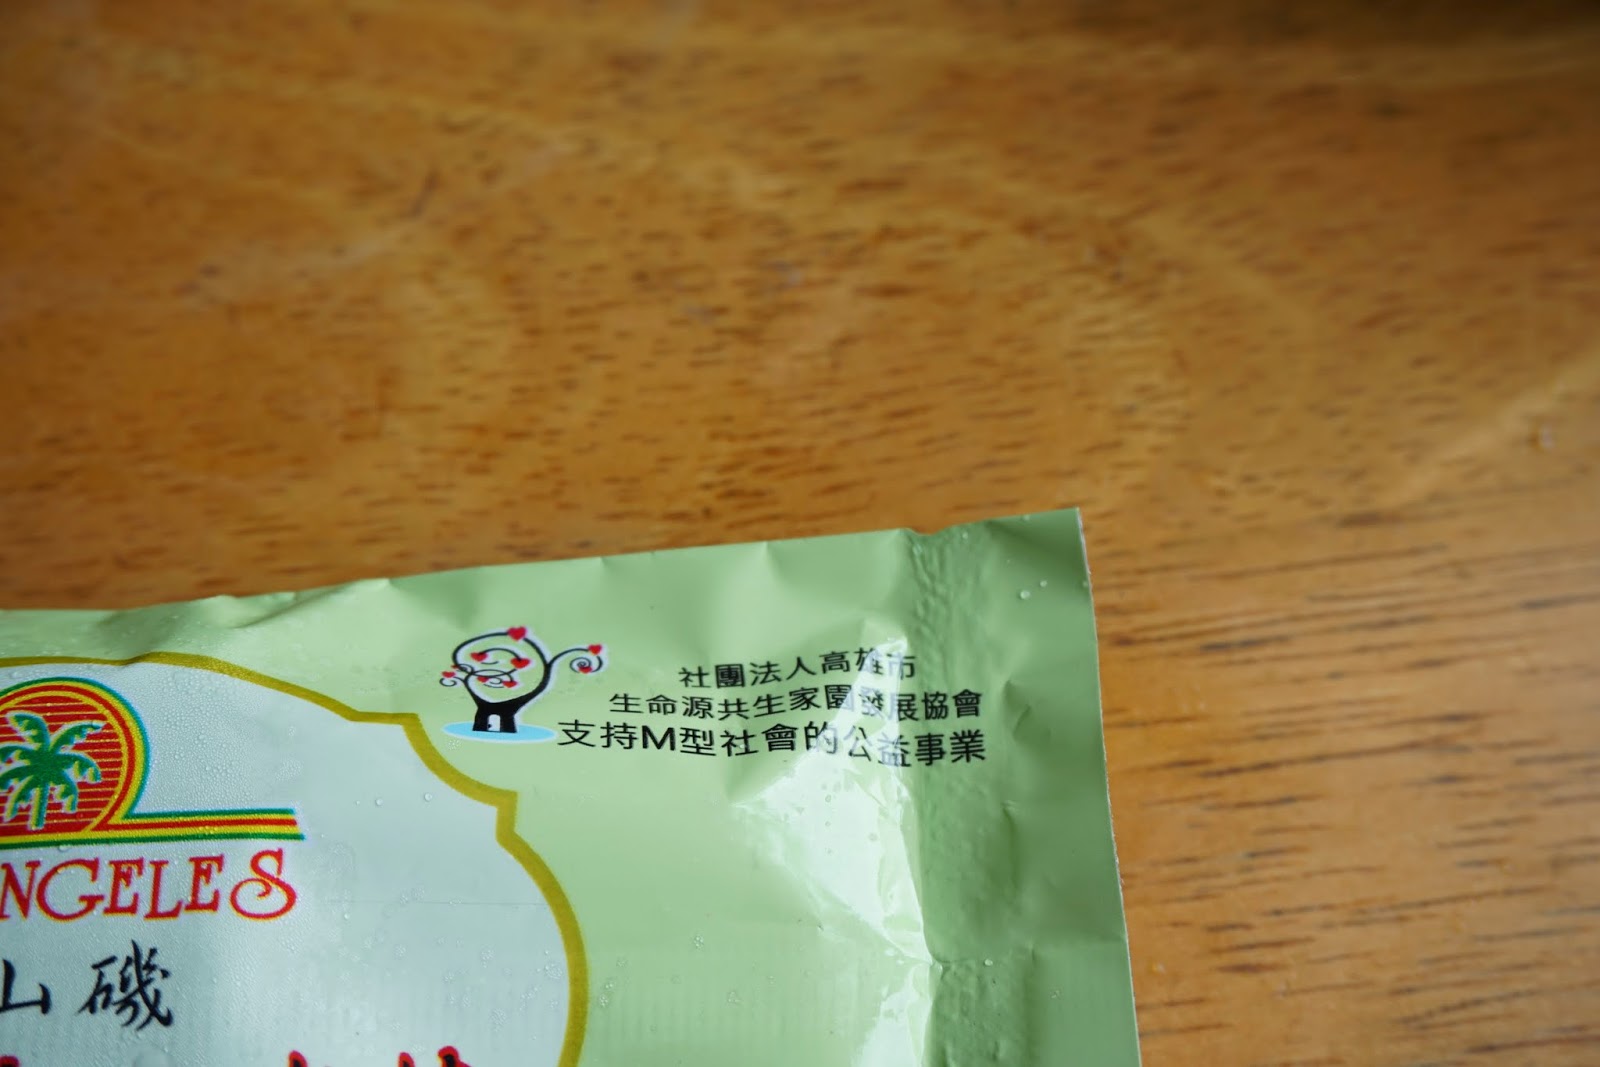 社團法人高雄市
生命源共生家園發展協會
支持M型社會的公益事業
NGELES
山磯